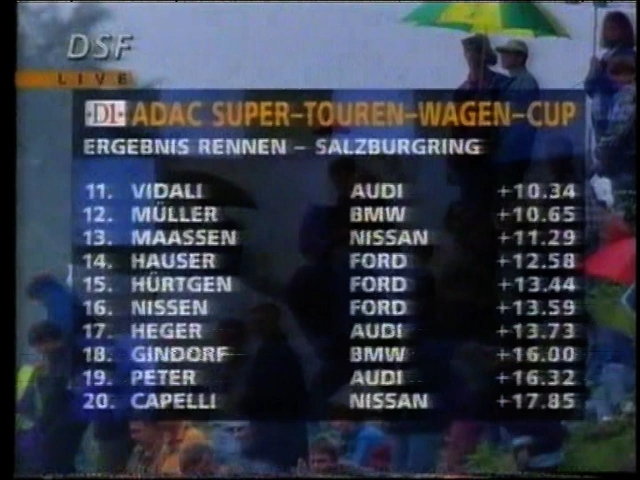 DSF
LIVE
D1 ADAC SUPER-TOUREN-WAGEN-CUP
ERGEBNIS RENNEN - SALZBURGRING
11. VIDALI AUDI +10.34
12. MÜLLER BMW +10.65
13. MAASSEN NISSAN +11.29
14. HAUSER FORD +12.58
15. HÜRTGEN FORD +13.44
16. NISSEN FORD +13.59
17. HEGER AUDI +13.73
18. GINDORF BMW +16.00
19. PETER AUDI +16.32
20. CAPELLI NISSAN +17.85